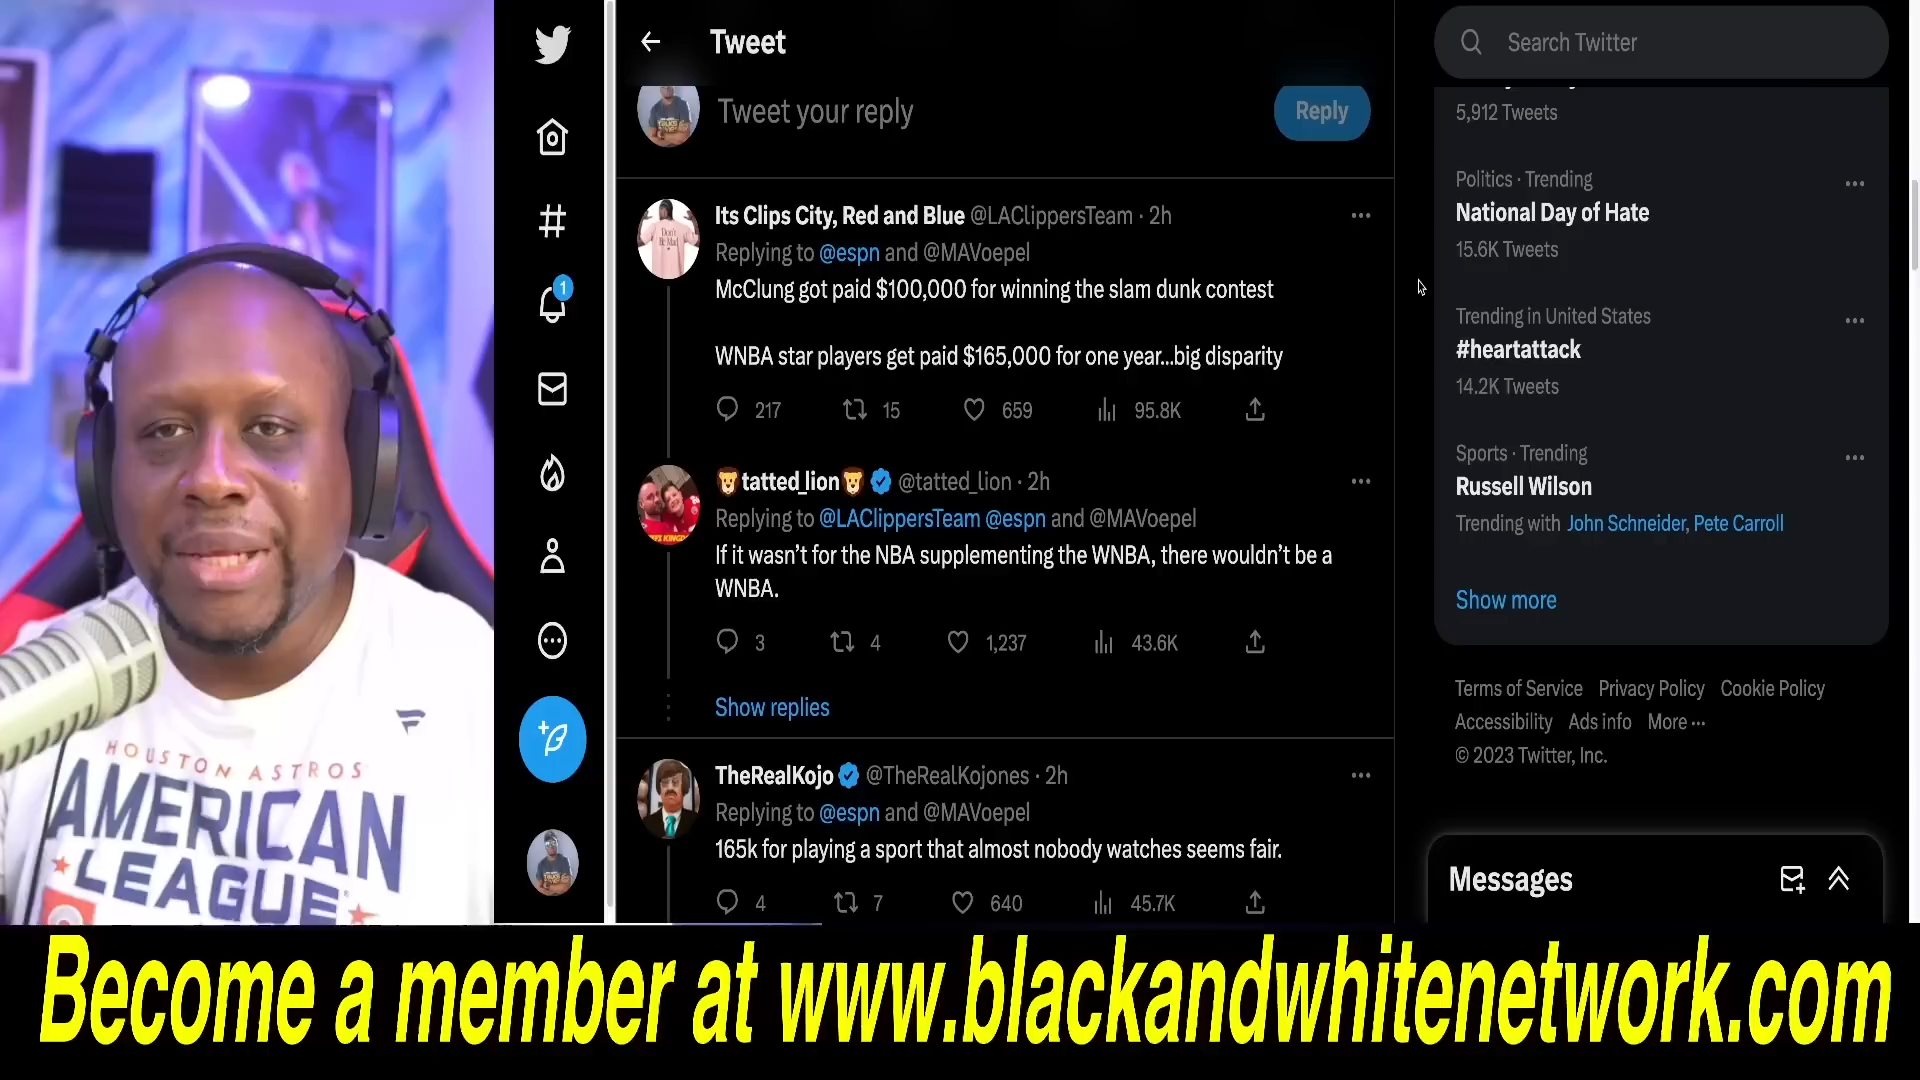 HOUSTON ASTROS
AMERICAN
LEAGUE
1
Tweet
Tweet your reply
Reply
Its Clips City, Red and Blue @LAClippersTeam · 2h
Replying to @espn and @MAVoepel
McClung got paid $100,000 for winning the slam dunk contest
WNBA star players get paid $165,000 for one year...big disparity
217 15 659 95.8K
tatted_lion @tatted_lion · 2h
Replying to @LAClippersTeam @espn and @MAVoepel
If it wasn't for the NBA supplementing the WNBA, there wouldn't be a
WNBA.
3 4 1,237 43.6K
Show replies
TheRealKojo @TheRealKojones · 2h
Replying to @espn and @MAVoepel
165k for playing a sport that almost nobody watches seems fair.
4 7 640 45.7K
Search Twitter
5,912 Tweets
Politics · Trending
National Day of Hate
15.6K Tweets
Trending in United States
#heartattack
14.2K Tweets
Sports · Trending
Russell Wilson
Trending with John Schneider, Pete Carroll
Show more
Terms of Service Privacy Policy Cookie Policy
Accessibility Ads info More ···
© 2023 Twitter, Inc.
Messages
Become a member at www.blackandwhitenetwork.com